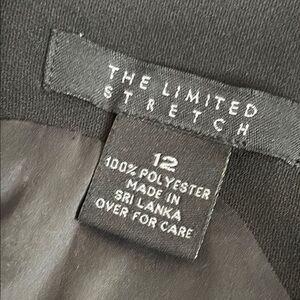 THE LIMITED
STRETCH
12
100% POLYESTER
MADE IN
SRI LANKA
OVER FOR CARE